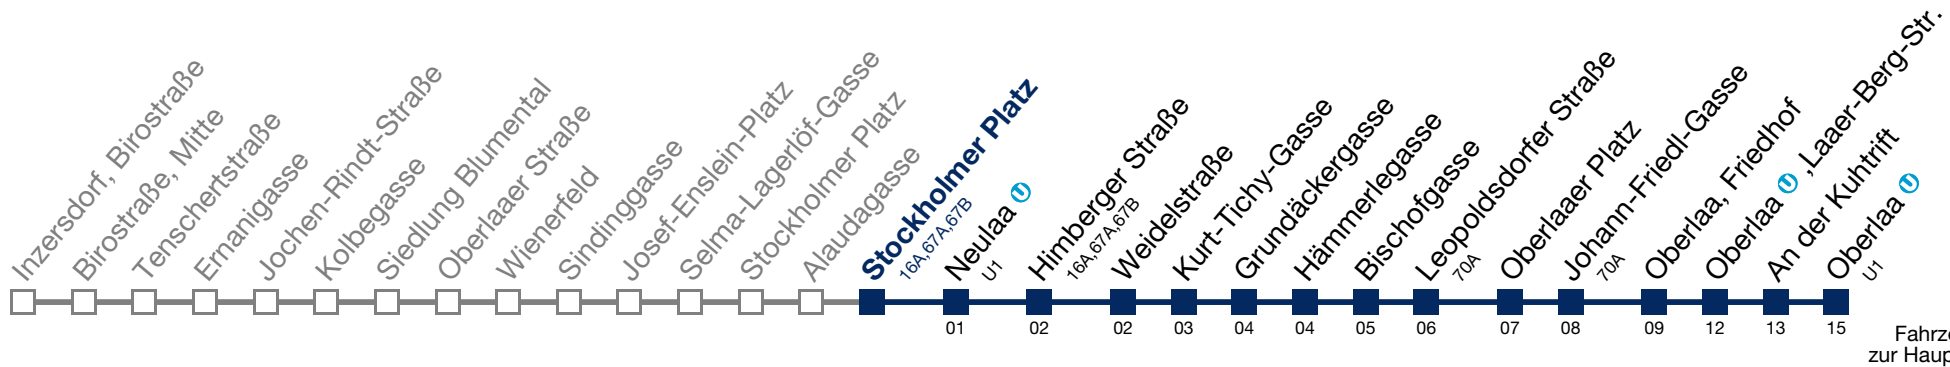 Inzersdorf, Birostraße
Birostraße, Mitte
Tenschertstraße
Ernanigasse
Jochen-Rindt-Straße
Kolbegasse
Siedlung Blumental
Oberlaaer Straße
Wienerfeld
Sindinggasse
Josef-Enslein-Platz
Selma-Lagerlöf-Gasse
Stockholmer Platz
Alaudagasse
Stockholmer Platz
16A,67A,67B
Neulaa U
U1
Himberger Straße
16A,67A,67B
Weidelstraße
Kurt-Tichy-Gasse
Grundäckergasse
Hämmerlegasse
Bischofgasse
Leopoldsdorfer Straße
70A
Oberlaaer Platz
Johann-Friedl-Gasse
70A
Oberlaa, Friedhof
Oberlaa U ,Laaer-Berg-Str.
An der Kuhtrift
Oberlaa U
U1
01 02 02 03 04 04 05 06 07 08 09 12 13 15
Fahrze
zur Haup